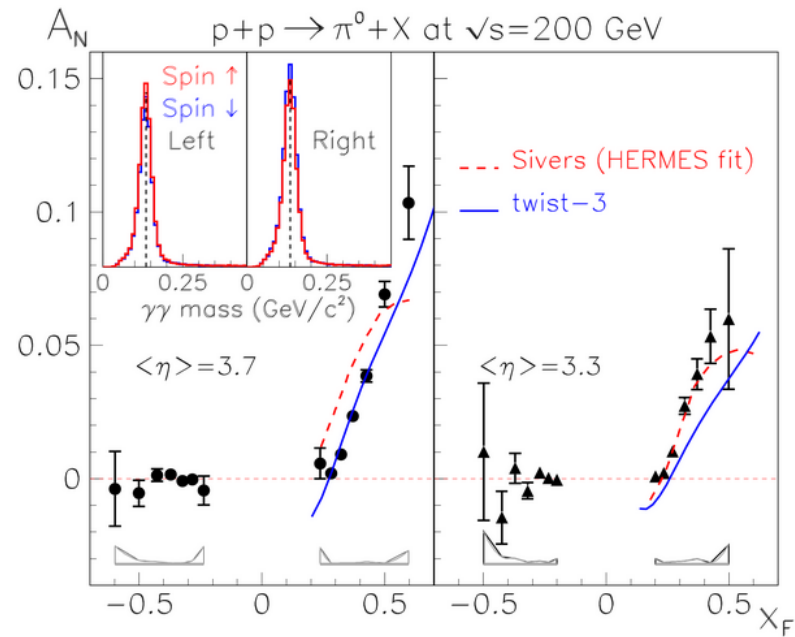 A_N
p+p → π⁰+X at √s=200 GeV
0.15
0.1
0.05
0
Spin ↑
Spin ↓
Left
Right
0
0.25
0
0.25
γγ mass (GeV/c²)
Sivers (HERMES fit)
twist−3
<η>=3.7
<η>=3.3
−0.5
0
0.5
−0.5
0
0.5
X_F